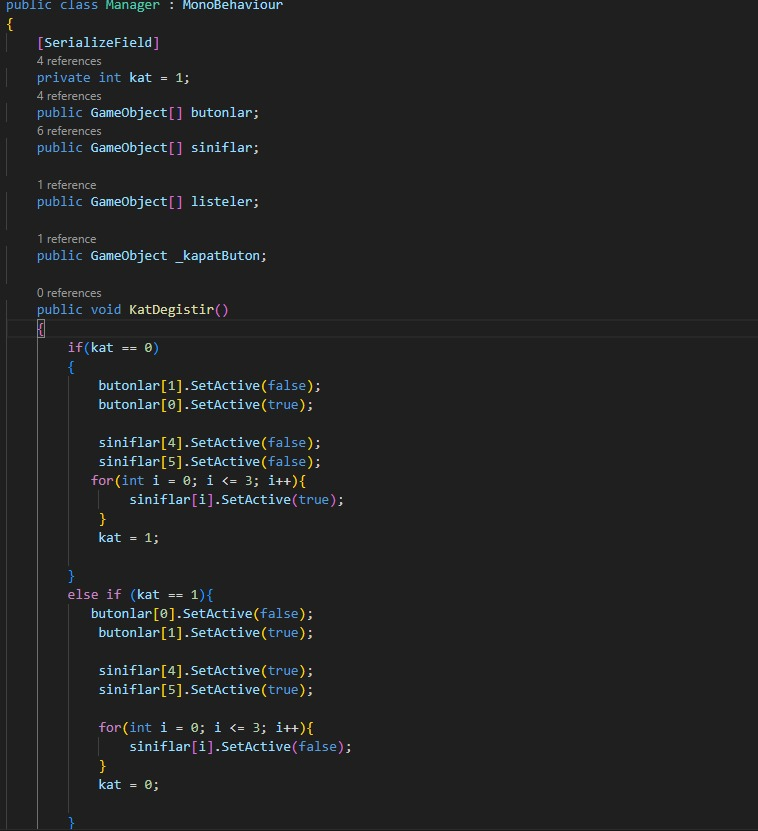 public class Manager : MonoBehaviour
{
[SerializeField]
4 references
private int kat = 1;
4 references
public GameObject[] butonlar;
6 references
public GameObject[] siniflar;
1 reference
public GameObject[] listeler;
1 reference
public GameObject _kapatButon;
0 references
public void KatDegistir()
{
if(kat == 0)
{
butonlar[1].SetActive(false);
butonlar[0].SetActive(true);
siniflar[4].SetActive(false);
siniflar[5].SetActive(false);
for(int i = 0; i <= 3; i++){
siniflar[i].SetActive(true);
}
kat = 1;
}
else if (kat == 1){
butonlar[0].SetActive(false);
butonlar[1].SetActive(true);
siniflar[4].SetActive(true);
siniflar[5].SetActive(true);
for(int i = 0; i <= 3; i++){
siniflar[i].SetActive(false);
}
kat = 0;
}